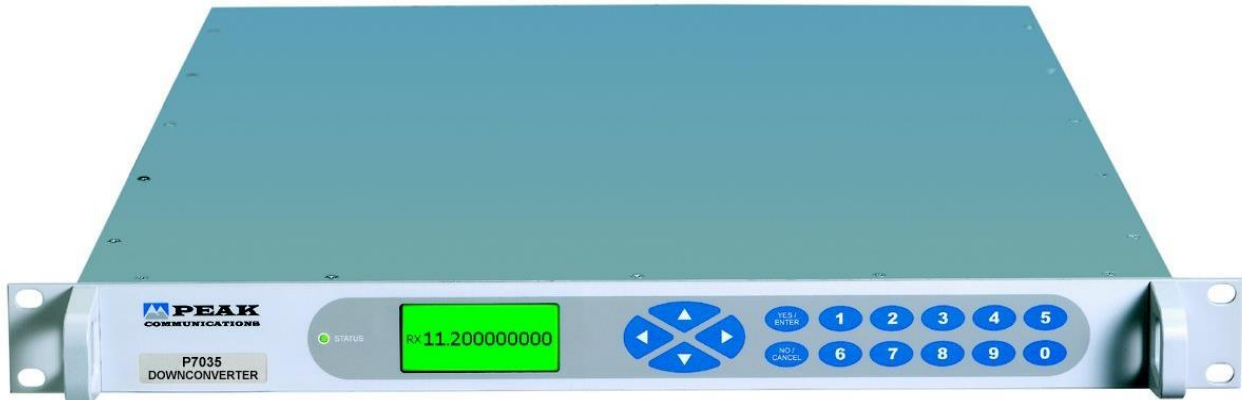 PEAK
COMMUNICATIONS
P7035
DOWNCONVERTER
STATUS
RX 11.200000000
YES /
ENTER
1 2 3 4 5
NO /
CANCEL
6 7 8 9 0